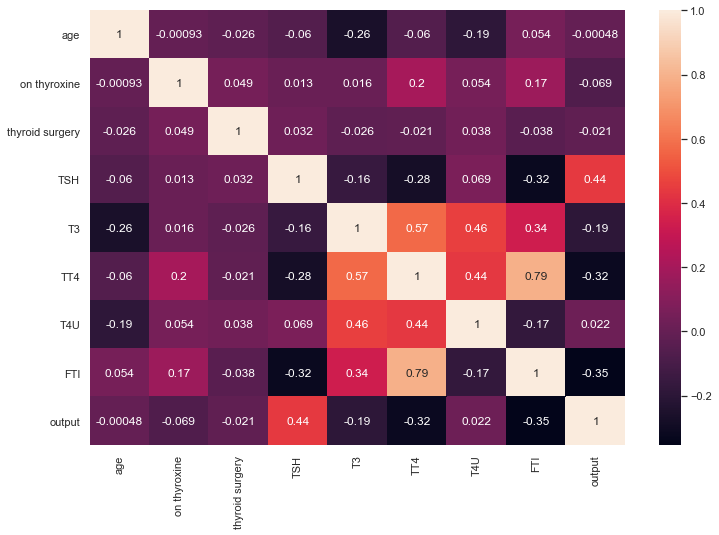 age 1 -0.00093 -0.026 -0.06 -0.26 -0.06 -0.19 0.054 -0.00048
on thyroxine -0.00093 1 0.049 0.013 0.016 0.2 0.054 0.17 -0.069
thyroid surgery -0.026 0.049 1 0.032 -0.026 -0.021 0.038 -0.038 -0.021
TSH -0.06 0.013 0.032 1 -0.16 -0.28 0.069 -0.32 0.44
T3 -0.26 0.016 -0.026 -0.16 1 0.57 0.46 0.34 -0.19
TT4 -0.06 0.2 -0.021 -0.28 0.57 1 0.44 0.79 -0.32
T4U -0.19 0.054 0.038 0.069 0.46 0.44 1 -0.17 0.022
FTI 0.054 0.17 -0.038 -0.32 0.34 0.79 -0.17 1 -0.35
output -0.00048 -0.069 -0.021 0.44 -0.19 -0.32 0.022 -0.35 1
age on thyroxine thyroid surgery TSH T3 TT4 T4U FTI output
1.0
0.8
0.6
0.4
0.2
0.0
-0.2